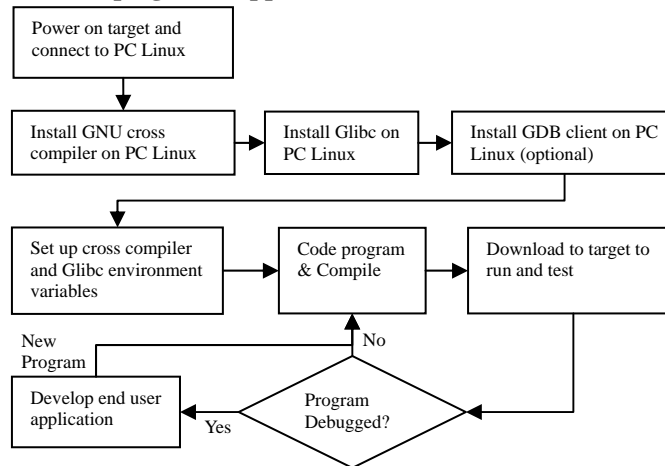 Power on target and
connect to PC Linux
Install GNU cross
compiler on PC Linux
Install Glibc on
PC Linux
Install GDB client on PC
Linux (optional)
Set up cross compiler
and Glibc environment
variables
Code program
& Compile
Download to target to
run and test
New
Program
No
Develop end user
application
Yes
Program
Debugged?